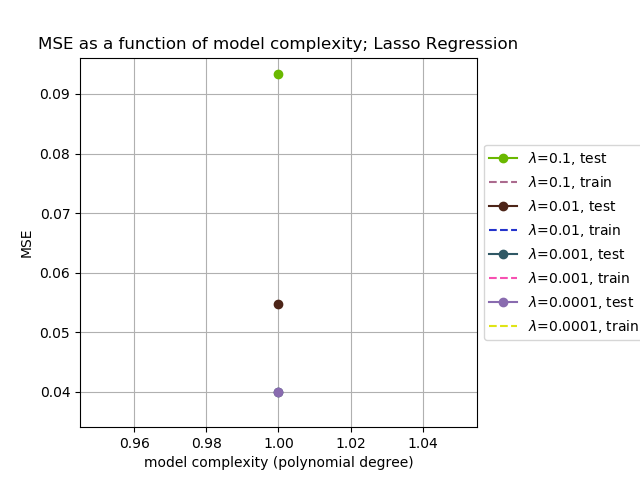 MSE as a function of model complexity; Lasso Regression
0.09
0.08
0.07
0.06
0.05
0.04
MSE
0.96 0.98 1.00 1.02 1.04
model complexity (polynomial degree)
λ=0.1, test
λ=0.1, train
λ=0.01, test
λ=0.01, train
λ=0.001, test
λ=0.001, train
λ=0.0001, test
λ=0.0001, train